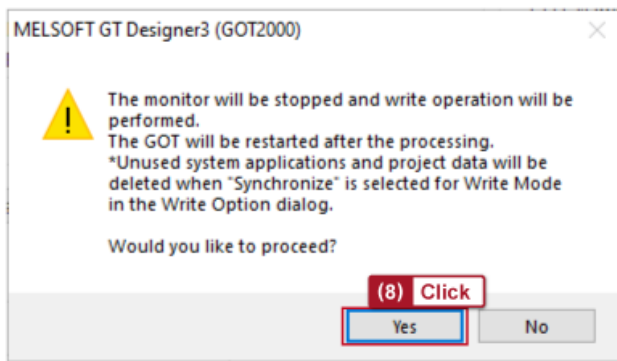 MELSOFT GT Designer3 (GOT2000)
The monitor will be stopped and write operation will be
performed.
The GOT will be restarted after the processing.
*Unused system applications and project data will be
deleted when "Synchronize" is selected for Write Mode
in the Write Option dialog.
Would you like to proceed?
(8) Click
Yes No